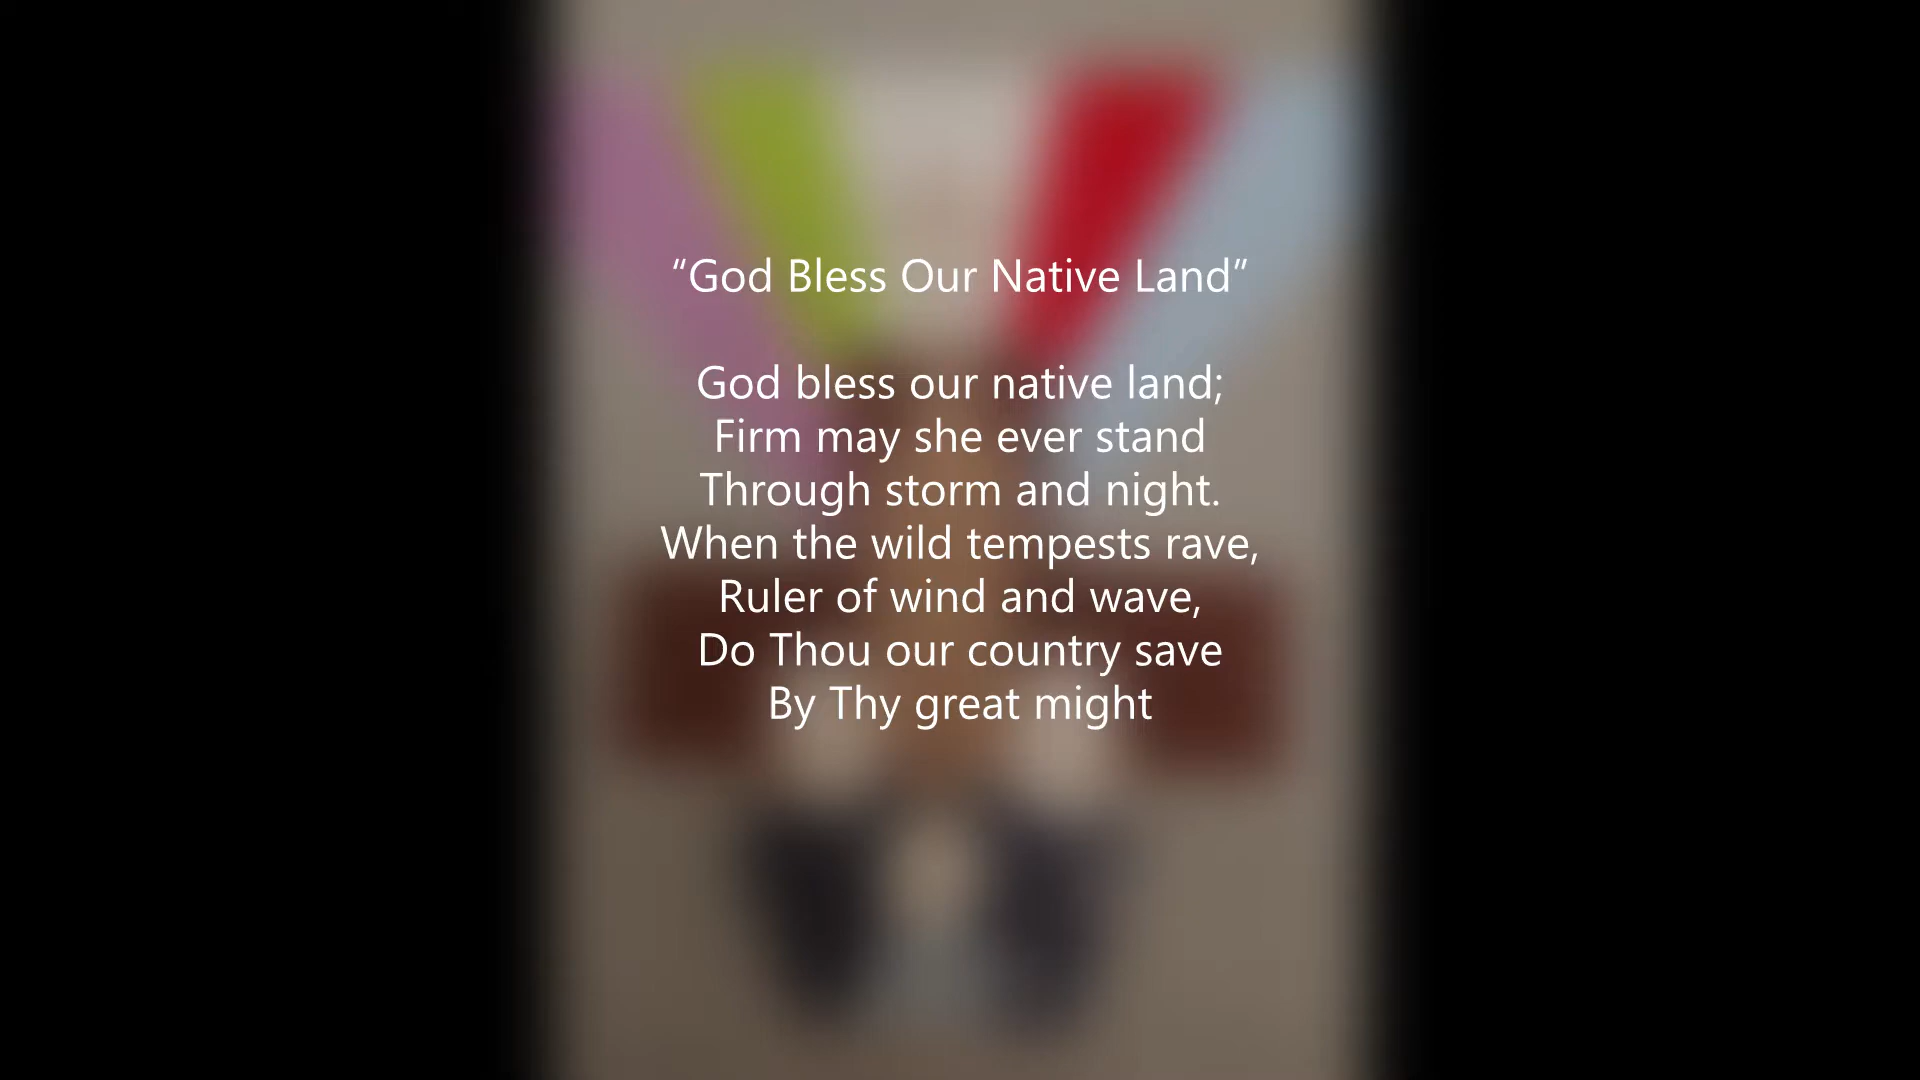 “God Bless Our Native Land”
God bless our native land;
Firm may she ever stand
Through storm and night.
When the wild tempests rave,
Ruler of wind and wave,
Do Thou our country save
By Thy great might